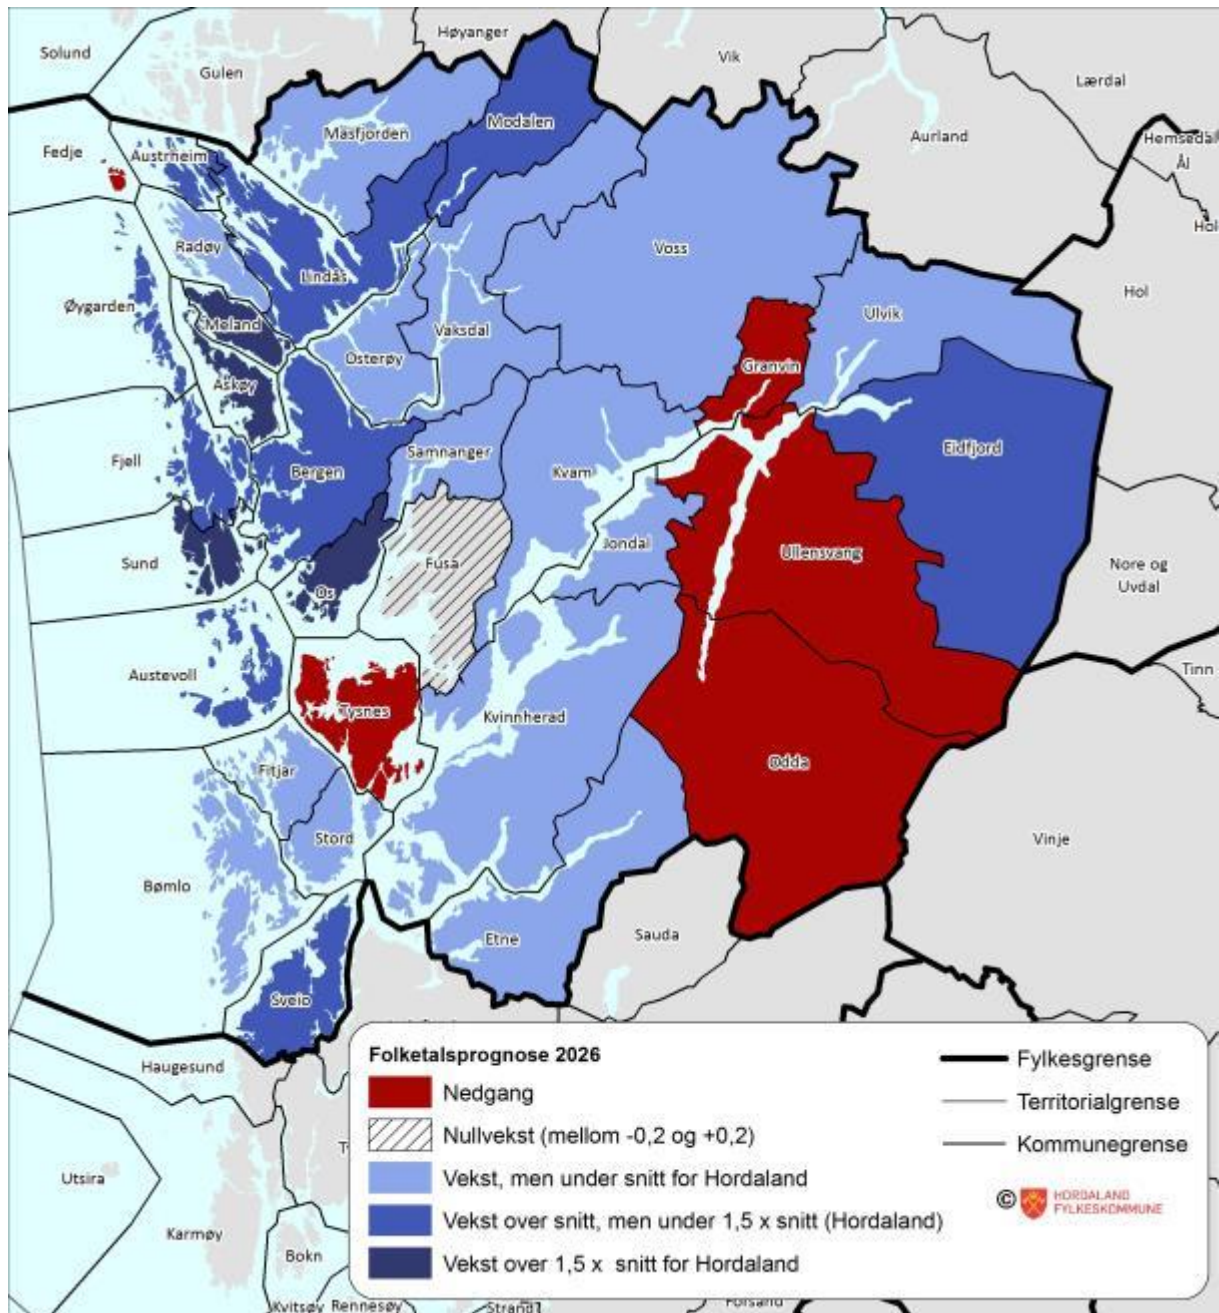 Solund
Høyanger
Gulen
Vik
Lærdal
Masfjorden
Modalen
Aurland
Fedje
Austrheim
Hemsedal
Ål
Hol
Radøy
Voss
Lindås
Øygarden
Hol
Meland
Vaksdal
Ulvik
Osterøy
Granvin
Askøy
Samnanger
Eidfjord
Fjell
Bergen
Kvam
Fusa
Jondal
Ullensvang
Sund
Os
Nore og
Uvdal
Austevoll
Tinn
Tysnes
Kvinnherad
Fitjar
Odda
Stord
Vinje
Bømlo
Etne
Sauda
Sveio
Haugesund
Utsira
Karmøy
Bokn
Kvitsøy
Rennesøy
Strand
Forsand
Folketalsprognose 2026
Nedgang
Nullvekst (mellom -0,2 og +0,2)
Vekst, men under snitt for Hordaland
Vekst over snitt, men under 1,5 x snitt (Hordaland)
Vekst over 1,5 x snitt for Hordaland
Fylkesgrense
Territorialgrense
Kommunegrense
© HORDALAND
FYLKESKOMMUNE